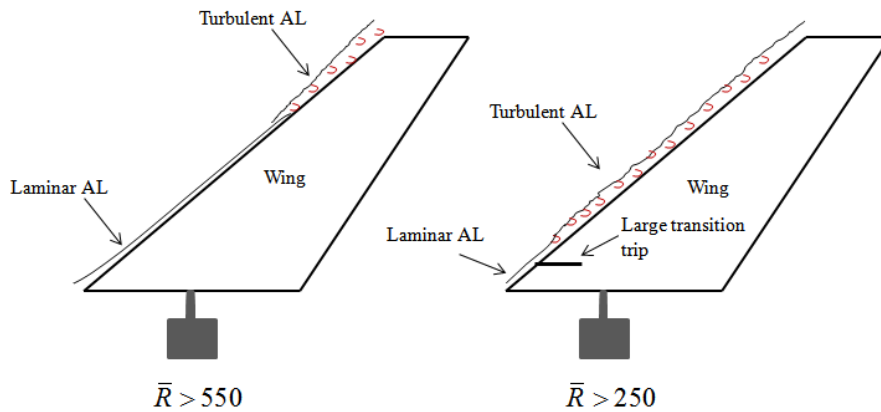 Turbulent AL
Laminar AL
Wing
R̅ > 550
Turbulent AL
Wing
Laminar AL
Large transition
trip
R̅ > 250